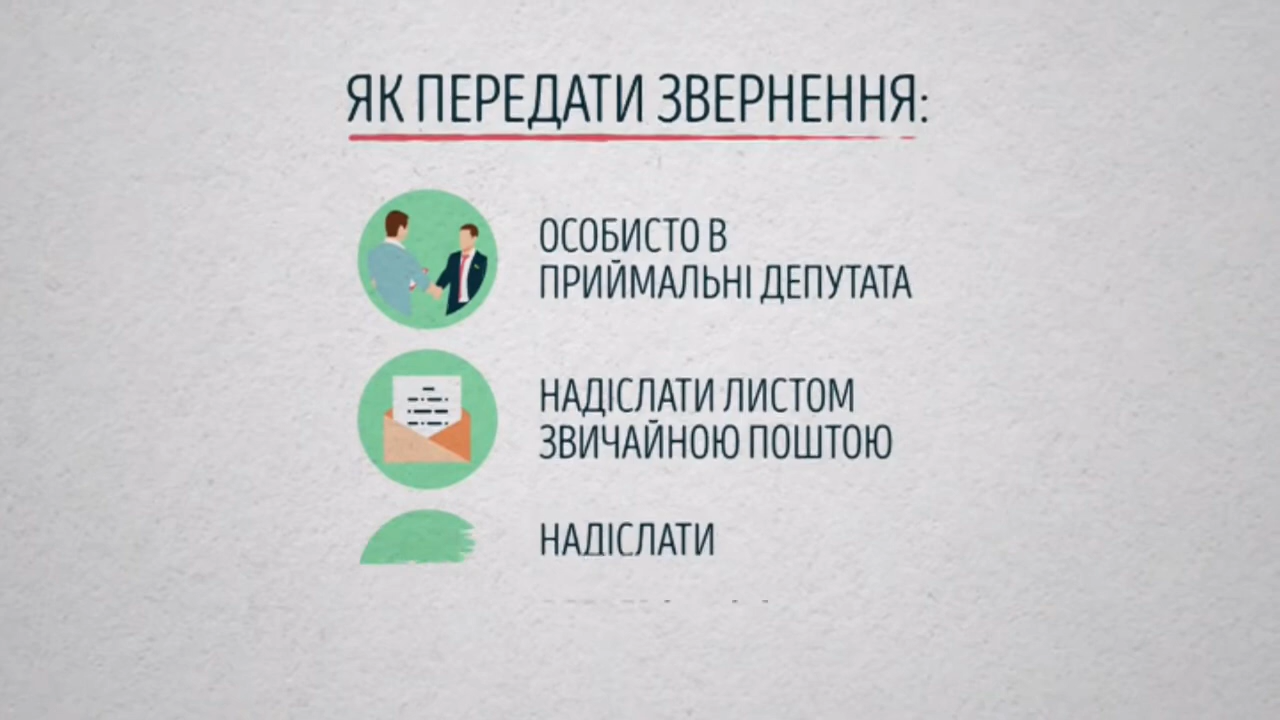 ЯК ПЕРЕДАТИ ЗВЕРНЕННЯ:
ОСОБИСТО В
ПРИЙМАЛЬНІ ДЕПУТАТА
НАДІСЛАТИ ЛИСТОМ
ЗВИЧАЙНОЮ ПОШТОЮ
НАДІСЛАТИ